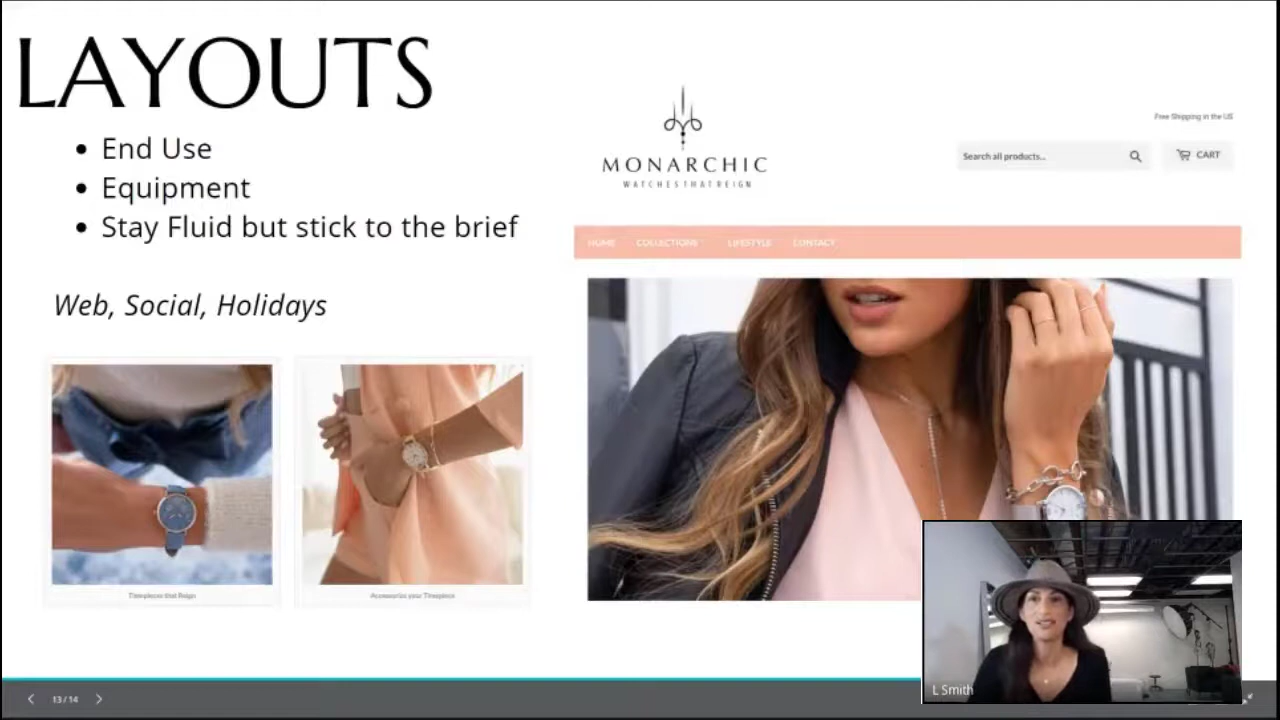 LAYOUTS
• End Use
• Equipment
• Stay Fluid but stick to the brief
Web, Social, Holidays
Timepieces that Reign
Accessorize your Timepiece
MONARCHIC
WATCHES THAT REIGN
Free Shipping in the US
Search all products...
CART
HOME COLLECTIONS LIFESTYLE CONTACT
L Smith
13 / 14